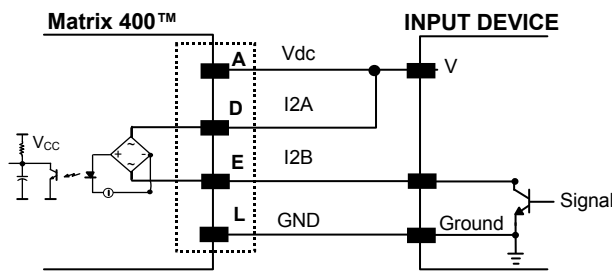 Matrix 400™
INPUT DEVICE
A
Vdc
V
D
I2A
VCC
+
~
~
-
E
I2B
Signal
L
GND
Ground
I